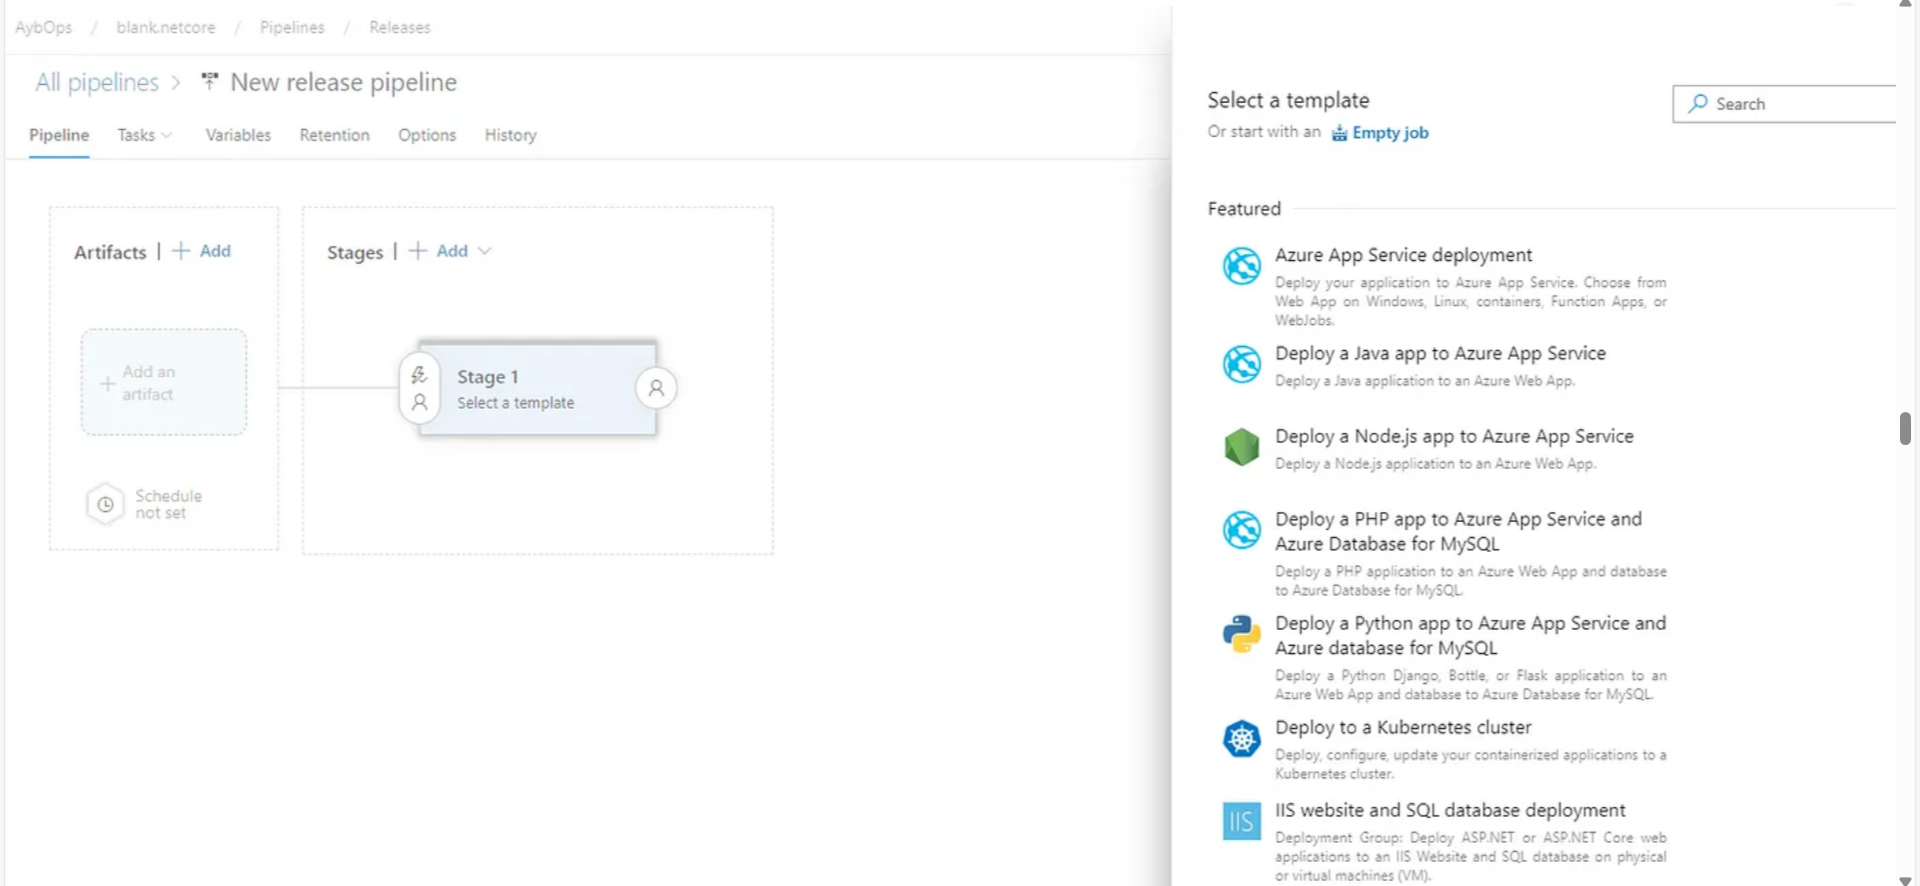 AybOps / blank.netcore / Pipelines / Releases
All pipelines > New release pipeline
Pipeline Tasks Variables Retention Options History
Artifacts | + Add
Add an
artifact
Schedule
not set
Stages | + Add
Stage 1
Select a template
Select a template
Or start with an Empty job
Search
Featured
Azure App Service deployment
Deploy your application to Azure App Service. Choose from
Web App on Windows, Linux, containers, Function Apps, or
WebJobs.
Deploy a Java app to Azure App Service
Deploy a Java application to an Azure Web App.
Deploy a Node.js app to Azure App Service
Deploy a Node.js application to an Azure Web App.
Deploy a PHP app to Azure App Service and
Azure Database for MySQL
Deploy a PHP application to an Azure Web App and database
to Azure Database for MySQL.
Deploy a Python app to Azure App Service and
Azure database for MySQL
Deploy a Python Django, Bottle, or Flask application to an
Azure Web App and database to Azure Database for MySQL.
Deploy to a Kubernetes cluster
Deploy, configure, update your containerized applications to a
Kubernetes cluster.
IIS
IIS website and SQL database deployment
Deployment Group: Deploy ASP.NET or ASP.NET Core web
applications to an IIS Website and SQL database on physical
or virtual machines (VM).